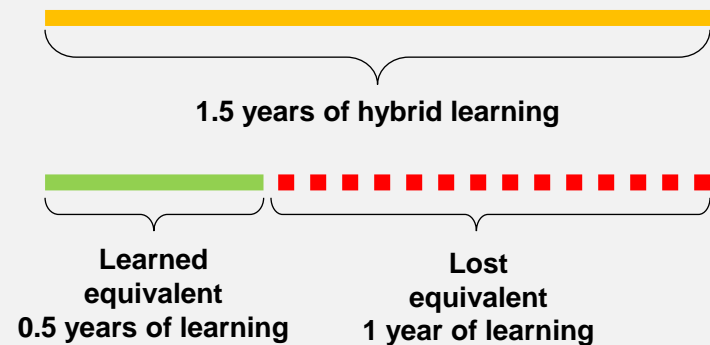 1.5 years of hybrid learning
Learned
equivalent
0.5 years of learning
Lost
equivalent
1 year of learning